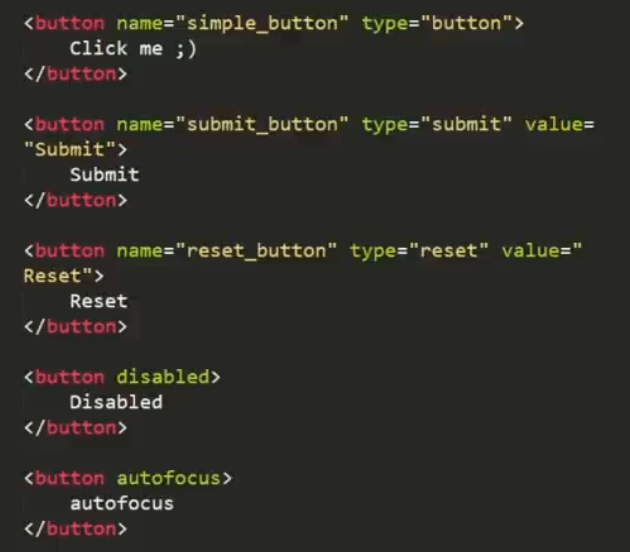 <button name="simple_button" type="button">
    Click me ;)
</button>

<button name="submit_button" type="submit" value=
"Submit">
    Submit
</button>

<button name="reset_button" type="reset" value="
Reset">
    Reset
</button>

<button disabled>
    Disabled
</button>

<button autofocus>
    autofocus
</button>